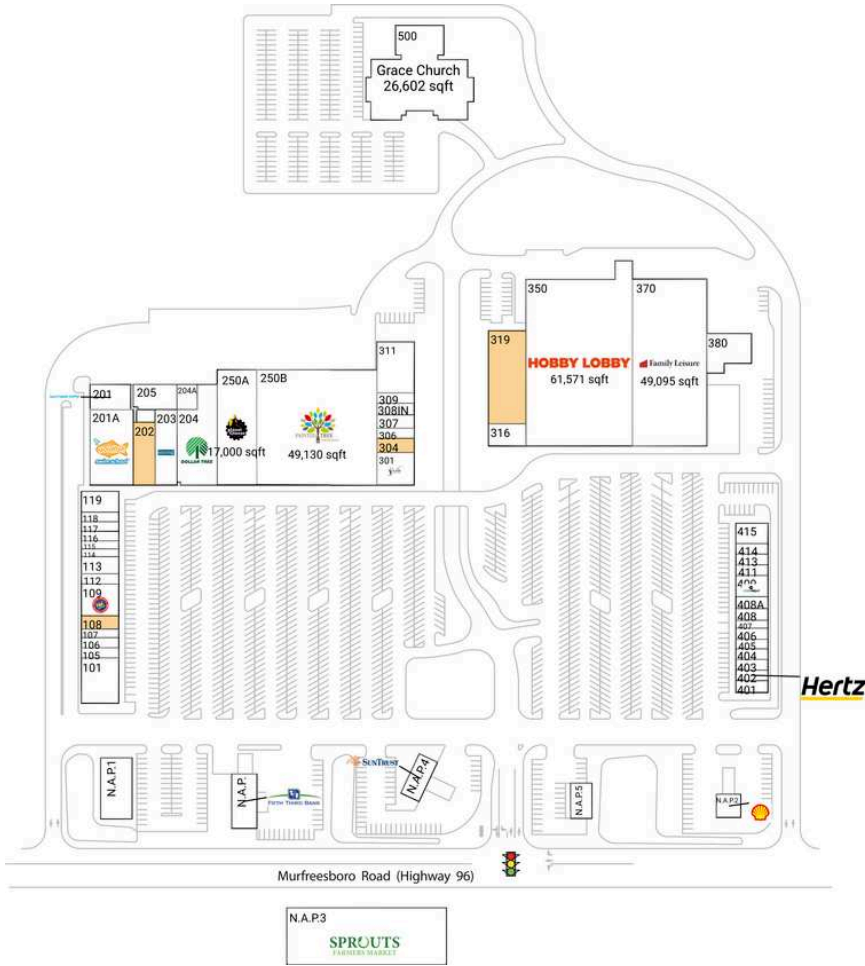 500
Grace Church
26,602 sqft
350
370
319
380
HOBBY LOBBY
61,571 sqft
Family Leisure
49,095 sqft
316
311
309
308IN
307
306
304
301
250A
250B
17,000 sqft
49,130 sqft
201
205
204A
201A
202
203
204
DOLLAR TREE
119
118
117
116
115
114
113
112
109
108
107
106
105
101
415
414
413
411
408A
408
407
406
405
404
403
402
401
Hertz
N.A.P.1
N.A.P.
FIFTH THIRD BANK
SUNTRUST
N.A.P.4
N.A.P.5
N.A.P.2
Murfreesboro Road (Highway 96)
N.A.P.3
SPROUTS
FARMERS MARKET